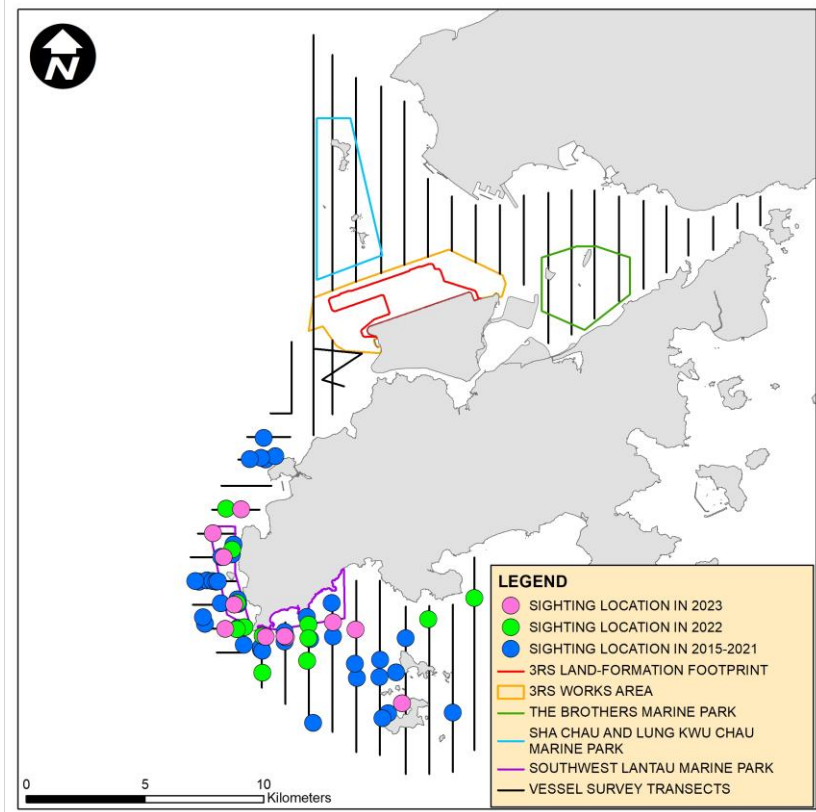 N
LEGEND
SIGHTING LOCATION IN 2023
SIGHTING LOCATION IN 2022
SIGHTING LOCATION IN 2015-2021
3RS LAND-FORMATION FOOTPRINT
3RS WORKS AREA
THE BROTHERS MARINE PARK
SHA CHAU AND LUNG KWU CHAU
MARINE PARK
SOUTHWEST LANTAU MARINE PARK
VESSEL SURVEY TRANSECTS
0 5 10
Kilometers